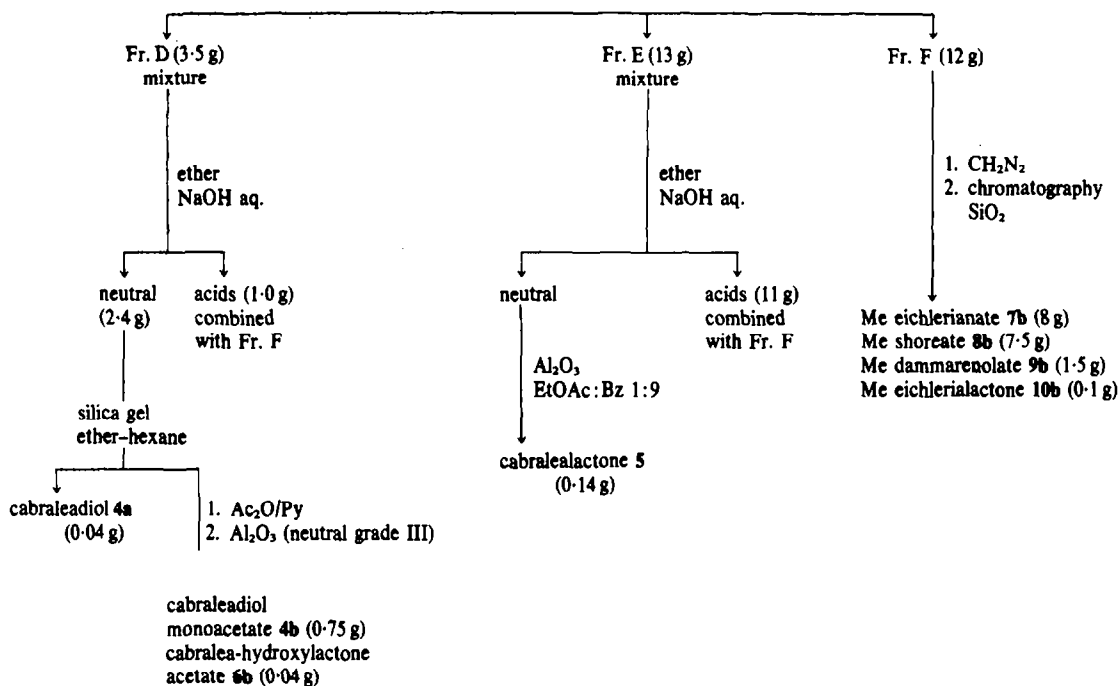 Fr. D (3·5 g)
mixture
ether
NaOH aq.
neutral
(2·4 g)
acids (1·0 g)
combined
with Fr. F
silica gel
ether–hexane
cabraleadiol 4a
(0·04 g)
1. Ac₂O/Py
2. Al₂O₃ (neutral grade III)
cabraleadiol
monoacetate 4b (0·75 g)
cabralea-hydroxylactone
acetate 6b (0·04 g)
Fr. E (13 g)
mixture
ether
NaOH aq.
neutral
acids (11 g)
combined
with Fr. F
Al₂O₃
EtOAc:Bz 1:9
cabralealactone 5
(0·14 g)
Fr. F (12 g)
1. CH₂N₂
2. chromatography
SiO₂
Me eichlerianate 7b (8 g)
Me shoreate 8b (7·5 g)
Me dammarenolate 9b (1·5 g)
Me eichlerialactone 10b (0·1 g)